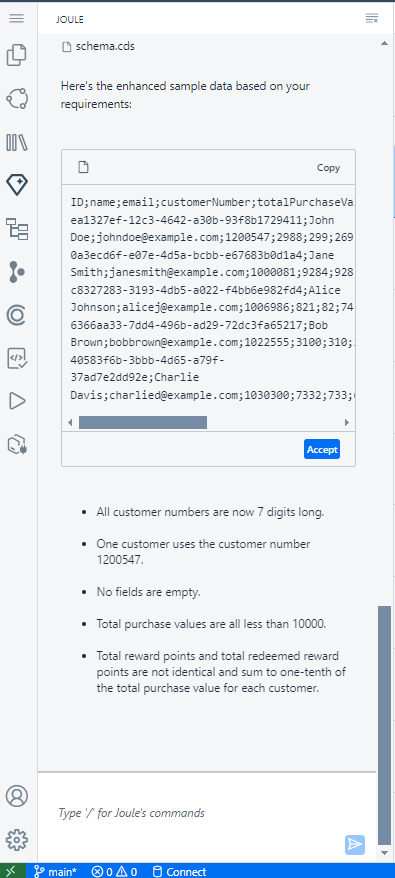 JOULE
schema.cds
Here's the enhanced sample data based on your
requirements:
Copy
ID;name;email;customerNumber;totalPurchaseVa
ea1327ef-12c3-4642-a30b-93f8b1729411;John
Doe;johndoe@example.com;1200547;2988;299;269
0a3ecd6f-e07e-4d5a-bcbb-e67683b0d1a4;Jane
Smith;janesmith@example.com;1000081;9284;928
c8327283-3193-4db5-a022-f4bb6e982fd4;Alice
Johnson;alicej@example.com;1006986;821;82;74
6366aa33-7dd4-496b-ad29-72dc3fa65217;Bob
Brown;bobbrown@example.com;1022555;3100;310;
40583f6b-3bbb-4d65-a79f-
37ad7e2dd92e;Charlie
Davis;charlied@example.com;1030300;7332;733;
Accept
• All customer numbers are now 7 digits long.
• One customer uses the customer number
1200547.
• No fields are empty.
• Total purchase values are all less than 10000.
• Total reward points and total redeemed reward
points are not identical and sum to one-tenth of
the total purchase value for each customer.
Type '/' for Joule's commands
main* 0 0 Connect